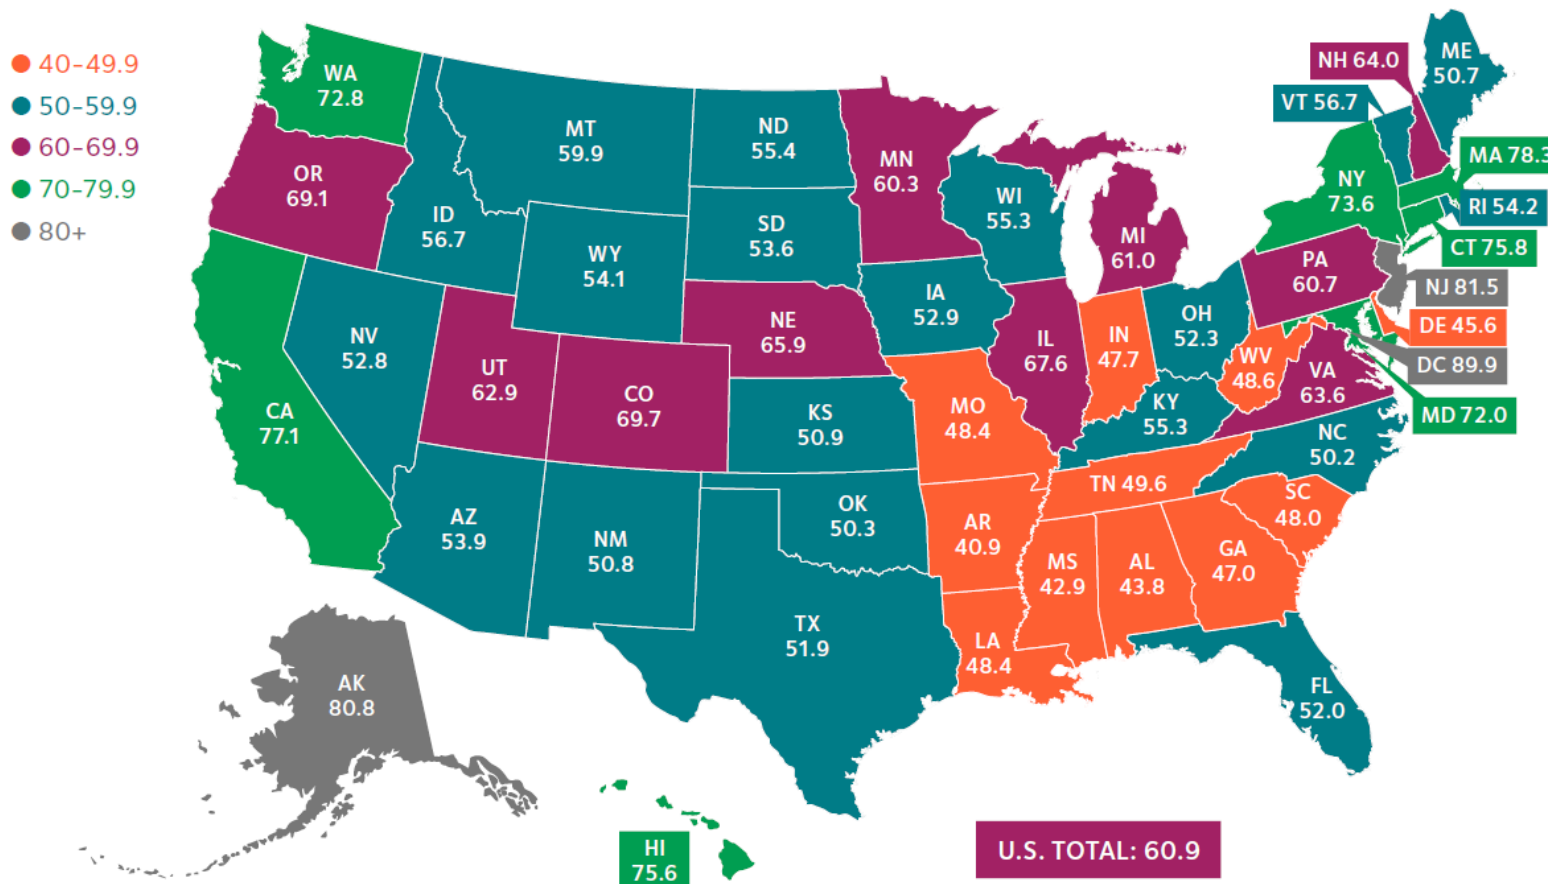 40-49.9
50-59.9
60-69.9
70-79.9
80+
WA
72.8
OR
69.1
CA
77.1
ID
56.7
NV
52.8
MT
59.9
WY
54.1
UT
62.9
CO
69.7
AZ
53.9
NM
50.8
ND
55.4
SD
53.6
NE
65.9
KS
50.9
OK
50.3
TX
51.9
MN
60.3
IA
52.9
MO
48.4
AR
40.9
LA
48.4
WI
55.3
IL
67.6
MI
61.0
IN
47.7
OH
52.3
KY
55.3
TN 49.6
MS
42.9
AL
43.8
GA
47.0
FL
52.0
SC
48.0
NC
50.2
VA
63.6
WV
48.6
PA
60.7
NY
73.6
VT 56.7
NH 64.0
ME
50.7
MA 78.3
RI 54.2
CT 75.8
NJ 81.5
DE 45.6
DC 89.9
MD 72.0
AK
80.8
HI
75.6
U.S. TOTAL: 60.9